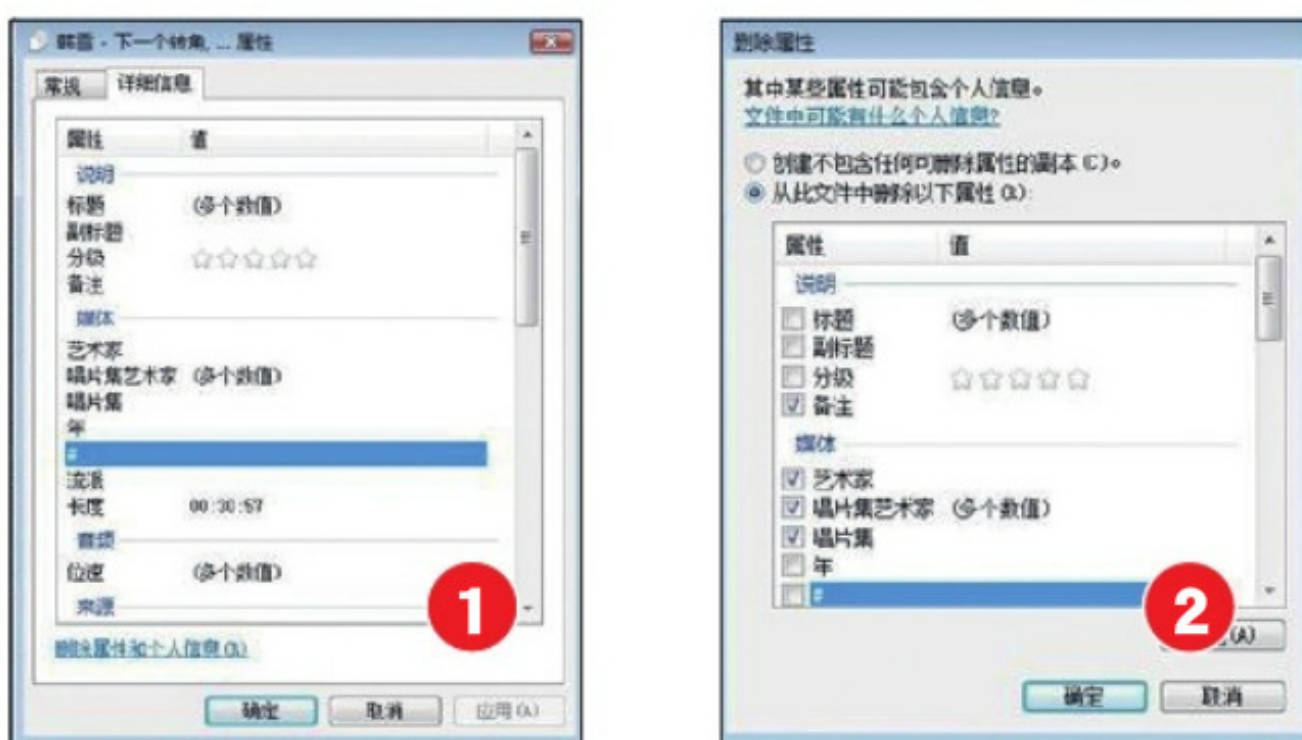 韩雪 - 下一个转角, ... 属性
常规 详细信息
属性 值
说明
标题 (多个数值)
副标题
分级
备注
媒体
艺术家
唱片集艺术家 (多个数值)
唱片集
年
#
流派
长度 00:30:57
音频
位速 (多个数值)
来源
删除属性和个人信息(R)
确定 取消 应用(A)
1
删除属性
其中某些属性可能包含个人信息。
文件中可能有什么个人信息?
创建不包含任何可删除属性的副本(C)。
从此文件中删除以下属性(R):
属性 值
说明
标题 (多个数值)
副标题
分级
备注
媒体
艺术家
唱片集艺术家 (多个数值)
唱片集
年
#
2
(A)
确定 取消